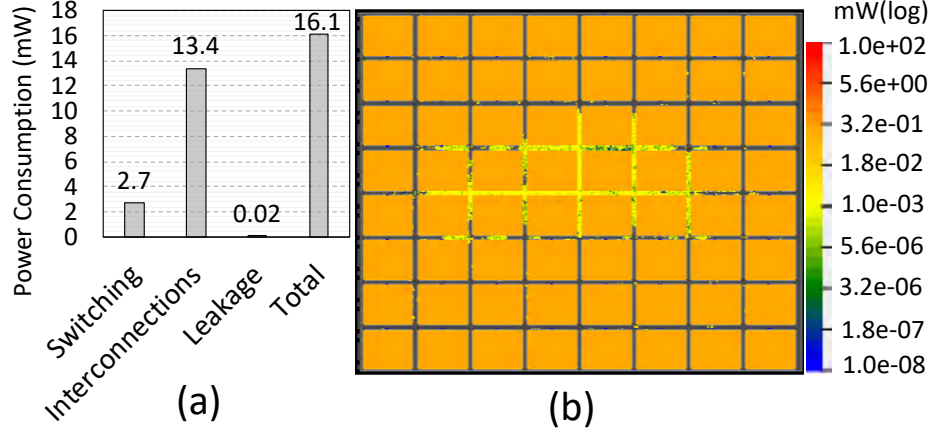 Power Consumption (mW)
18
16
14
12
10
8
6
4
2
0
2.7
13.4
0.02
16.1
Switching
Interconnections
Leakage
Total
(a)
(b)
mW(log)
1.0e+02
5.6e+00
3.2e-01
1.8e-02
1.0e-03
5.6e-06
3.2e-06
1.8e-07
1.0e-08